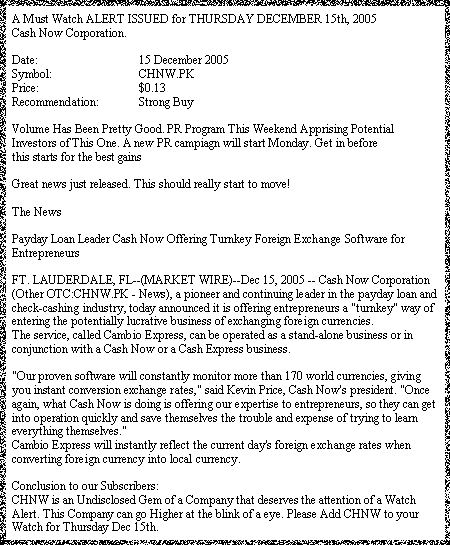 A Must Watch ALERT ISSUED for THURSDAY DECEMBER 15th, 2005
Cash Now Corporation.
Date: 15 December 2005
Symbol: CHNW.PK
Price: $0.13
Recommendation: Strong Buy
Volume Has Been Pretty Good. PR Program This Weekend Apprising Potential
Investors of This One. A new PR campiagn will start Monday. Get in before
this starts for the best gains
Great news just released. This should really start to move!
The News
Payday Loan Leader Cash Now Offering Turnkey Foreign Exchange Software for
Entrepreneurs
FT. LAUDERDALE, FL--(MARKET WIRE)--Dec 15, 2005 -- Cash Now Corporation
(Other OTC:CHNW.PK - News), a pioneer and continuing leader in the payday loan and
check-cashing industry, today announced it is offering entrepreneurs a "turnkey" way of
entering the potentially lucrative business of exchanging foreign currencies.
The service, called Cambio Express, can be operated as a stand-alone business or in
conjunction with a Cash Now or a Cash Express business.
"Our proven software will constantly monitor more than 170 world currencies, giving
you instant conversion exchange rates," said Kevin Price, Cash Now's president. "Once
again, what Cash Now is doing is offering our expertise to entrepreneurs, so they can get
into operation quickly and save themselves the trouble and expense of trying to learn
everything themselves."
Cambio Express will instantly reflect the current day's foreign exchange rates when
converting foreign currency into local currency.
Conclusion to our Subscribers:
CHNW is an Undisclosed Gem of a Company that deserves the attention of a Watch
Alert. This Company can go Higher at the blink of a eye. Please Add CHNW to your
Watch for Thursday Dec 15th.